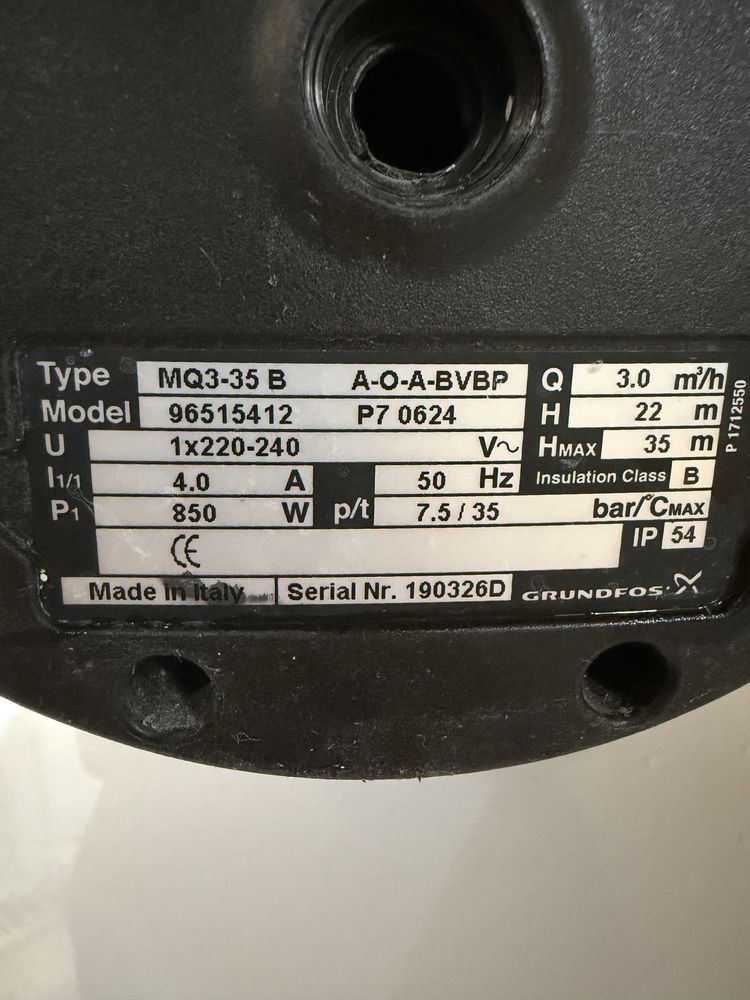 Type MQ3-35 B A-O-A-BVBP Q 3.0 m³/h
Model 96515412 P7 0624 H 22 m
U 1x220-240 V~ HMAX 35 m
I1/1 4.0 A 50 Hz Insulation Class B
P1 850 W p/t 7.5 / 35 bar/°CMAX
CE IP 54
Made in Italy Serial Nr. 190326D GRUNDFOS
P 1712550